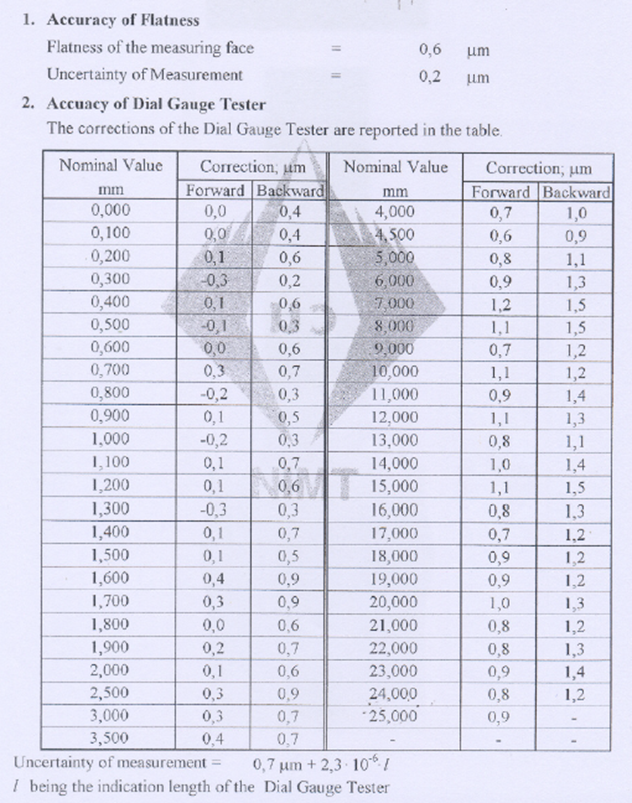 1. Accuracy of Flatness
Flatness of the measuring face = 0,6 µm
Uncertainty of Measurement = 0,2 µm
2. Accuacy of Dial Gauge Tester
The corrections of the Dial Gauge Tester are reported in the table.
Nominal Value Correction; µm Nominal Value Correction; µm
mm Forward Backward mm Forward Backward
0,000 0,0 0,4 4,000 0,7 1,0
0,100 0,0 0,4 4,500 0,6 0,9
0,200 0,1 0,6 5,000 0,8 1,1
0,300 -0,3 0,2 6,000 0,9 1,3
0,400 0,1 0,6 7,000 1,2 1,5
0,500 -0,1 0,3 8,000 1,1 1,5
0,600 0,0 0,6 9,000 0,7 1,2
0,700 0,3 0,7 10,000 1,1 1,2
0,800 -0,2 0,3 11,000 0,9 1,4
0,900 0,1 0,5 12,000 1,1 1,3
1,000 -0,2 0,3 13,000 0,8 1,1
1,100 0,1 0,7 14,000 1,0 1,4
1,200 0,1 0,6 15,000 1,1 1,5
1,300 -0,3 0,3 16,000 0,8 1,3
1,400 0,1 0,7 17,000 0,7 1,2
1,500 0,1 0,5 18,000 0,9 1,2
1,600 0,4 0,9 19,000 0,9 1,2
1,700 0,3 0,9 20,000 1,0 1,3
1,800 0,0 0,6 21,000 0,8 1,2
1,900 0,2 0,7 22,000 0,8 1,3
2,000 0,1 0,6 23,000 0,9 1,4
2,500 0,3 0,9 24,000 0,8 1,2
3,000 0,3 0,7 25,000 0,9 -
3,500 0,4 0,7 - - -
Uncertainty of measurement = 0,7 µm + 2,3· 10⁻⁶· l
l being the indication length of the Dial Gauge Tester
NIMT